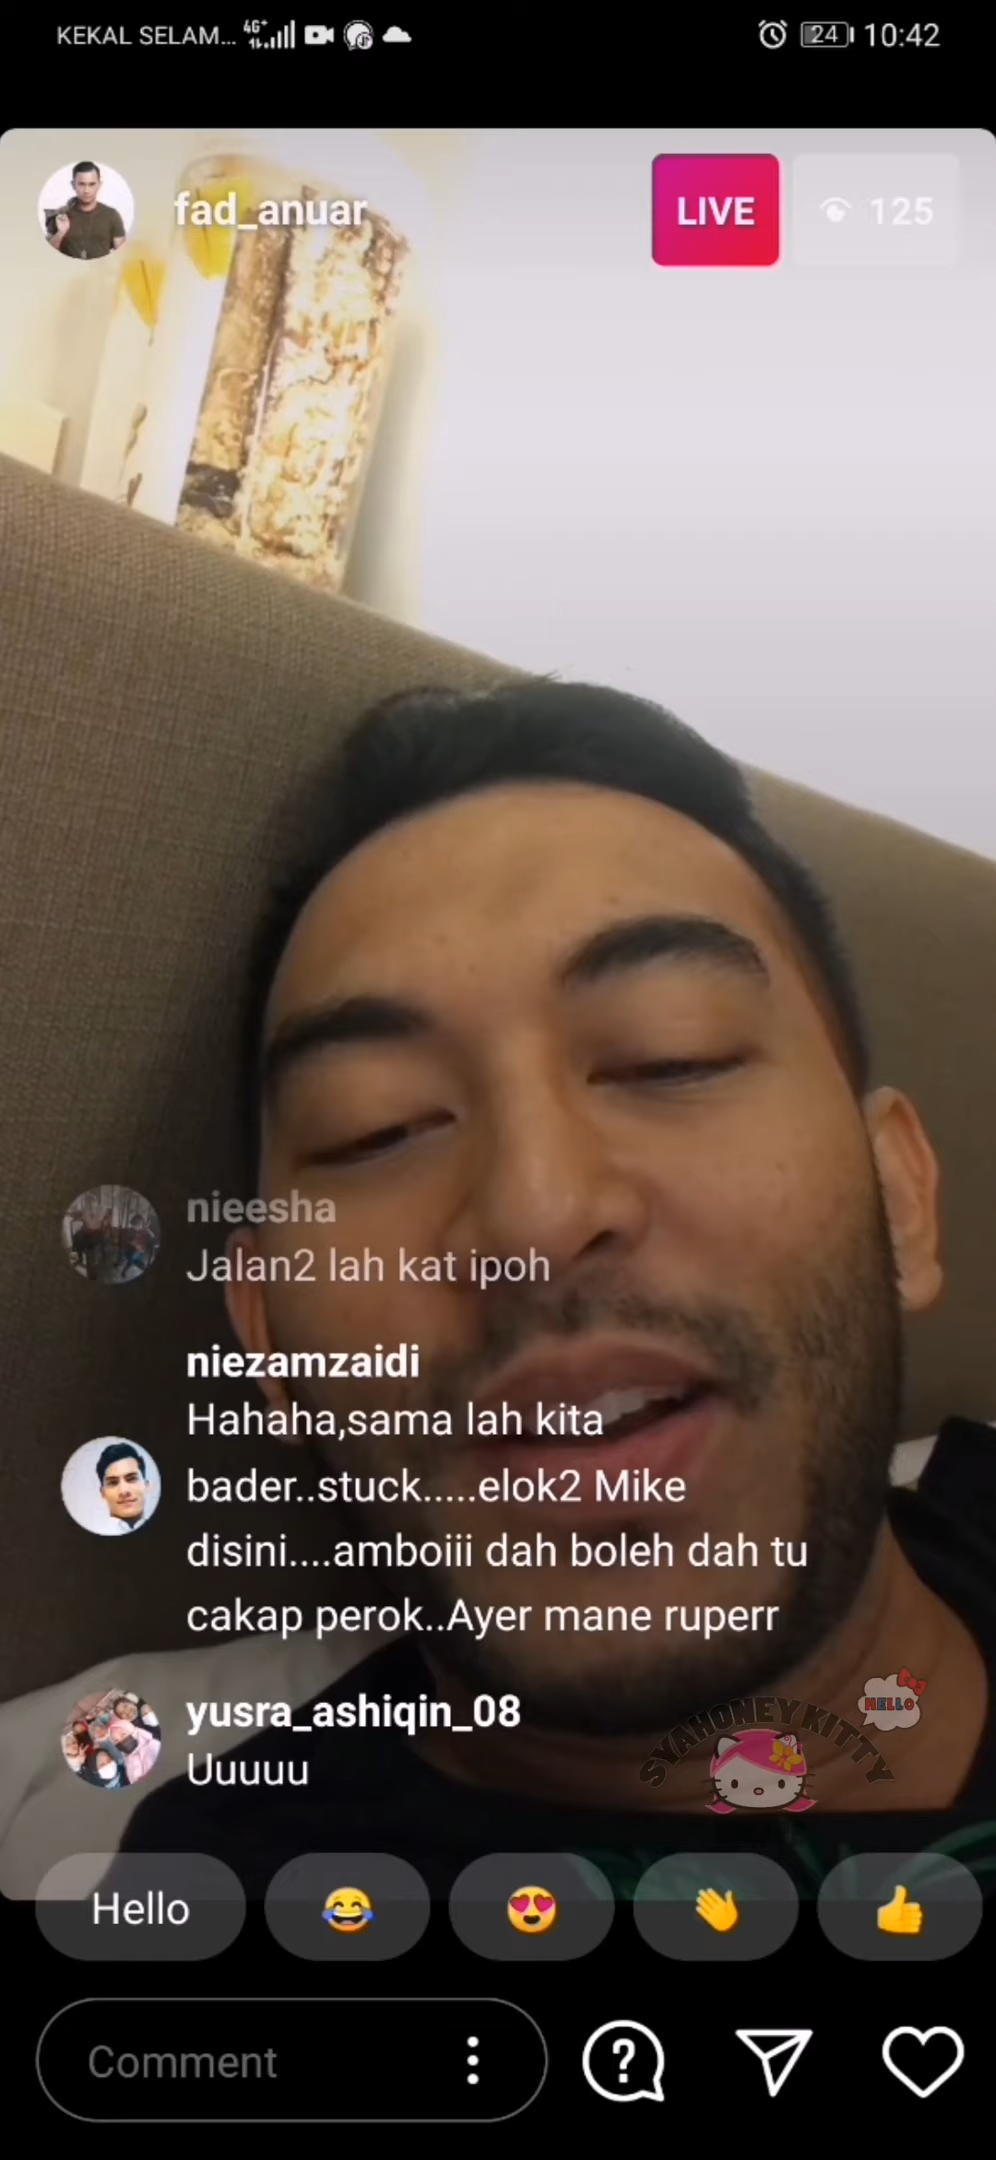 KEKAL SELAM... 4G+ 24 10:42
fad_anuar LIVE 125
nieesha
Jalan2 lah kat ipoh
niezamzaidi
Hahaha,sama lah kita
bader..stuck.....elok2 Mike
disini....amboiii dah boleh dah tu
cakap perok..Ayer mane ruperr
yusra_ashiqin_08
Uuuuu
HELLO
SYAHONEYKITTY
Hello
Comment